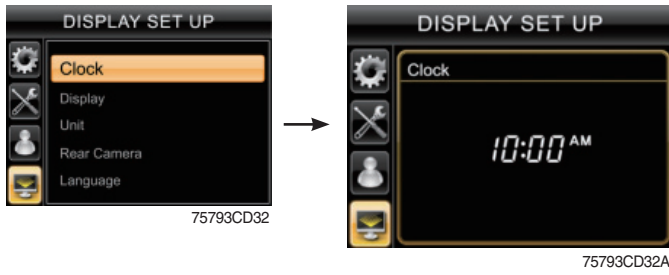 DISPLAY SET UP
Clock
Display
Unit
Rear Camera
Language
75793CD32
DISPLAY SET UP
Clock
10:00 AM
75793CD32A